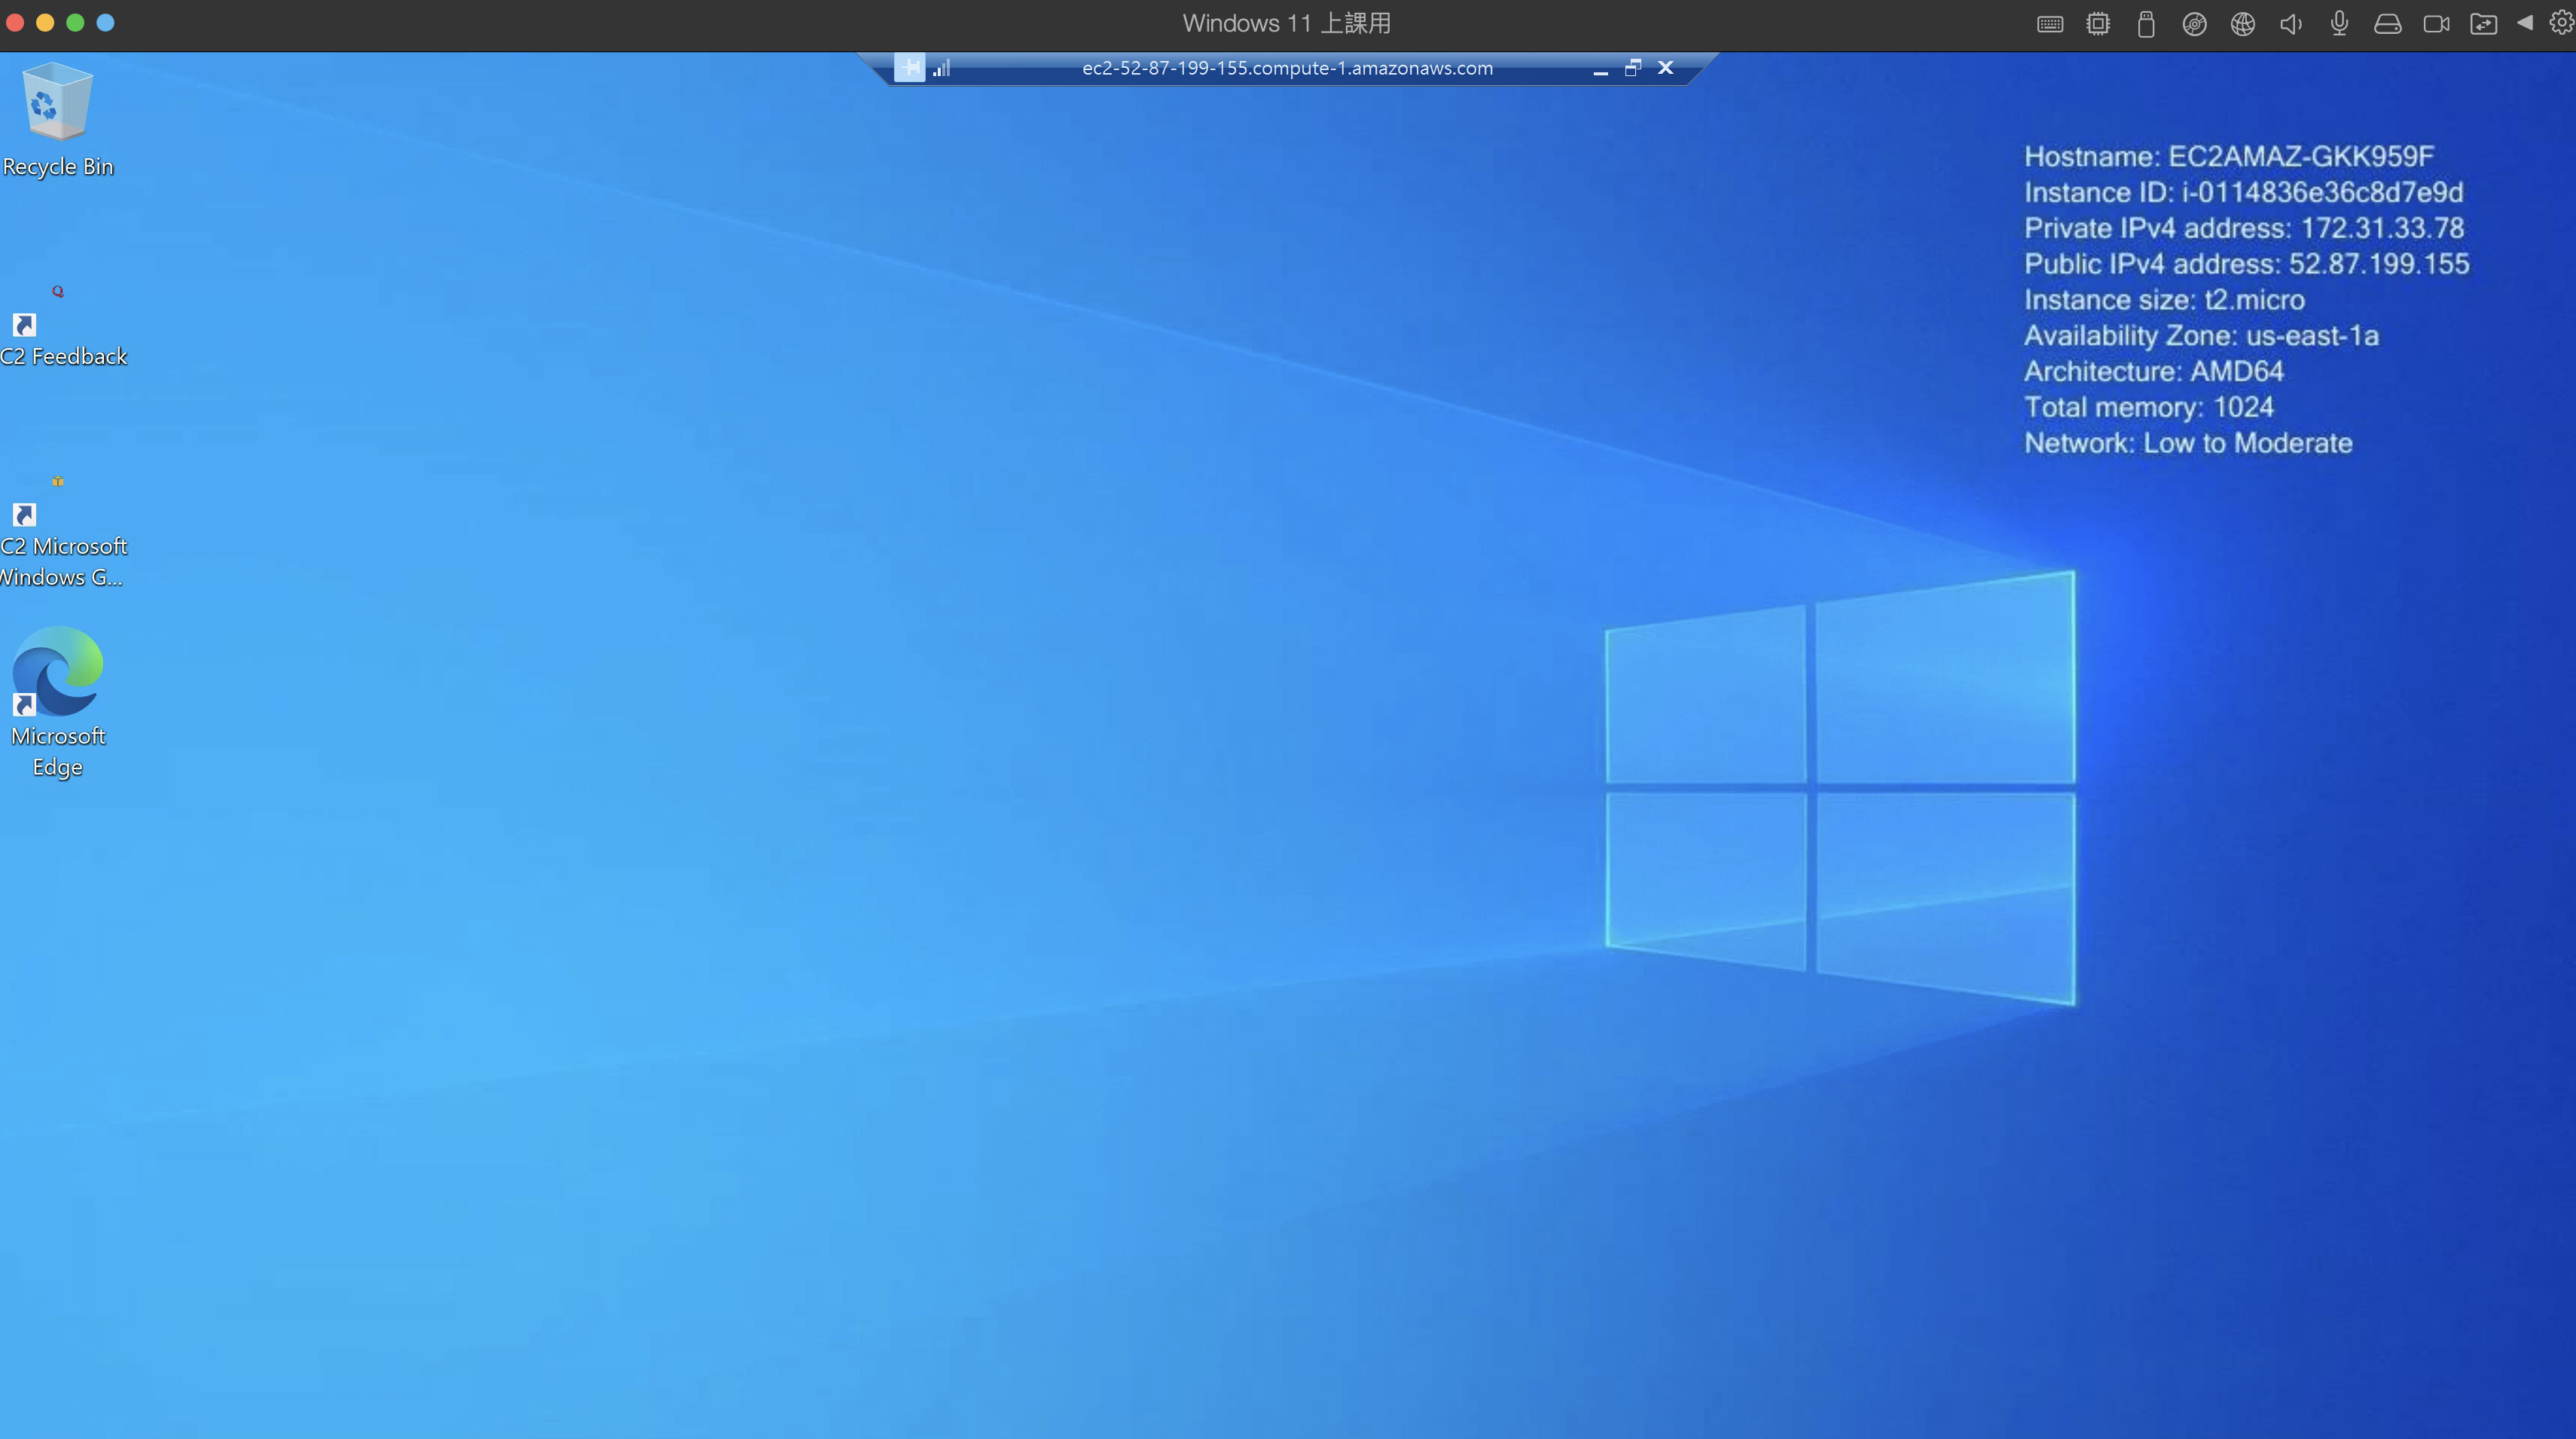 Windows 11 上課用
ec2-52-87-199-155.compute-1.amazonaws.com
Recycle Bin
C2 Feedback
C2 Microsoft
Windows G...
Microsoft
Edge
Hostname: EC2AMAZ-GKK959F
Instance ID: i-0114836e36c8d7e9d
Private IPv4 address: 172.31.33.78
Public IPv4 address: 52.87.199.155
Instance size: t2.micro
Availability Zone: us-east-1a
Architecture: AMD64
Total memory: 1024
Network: Low to Moderate